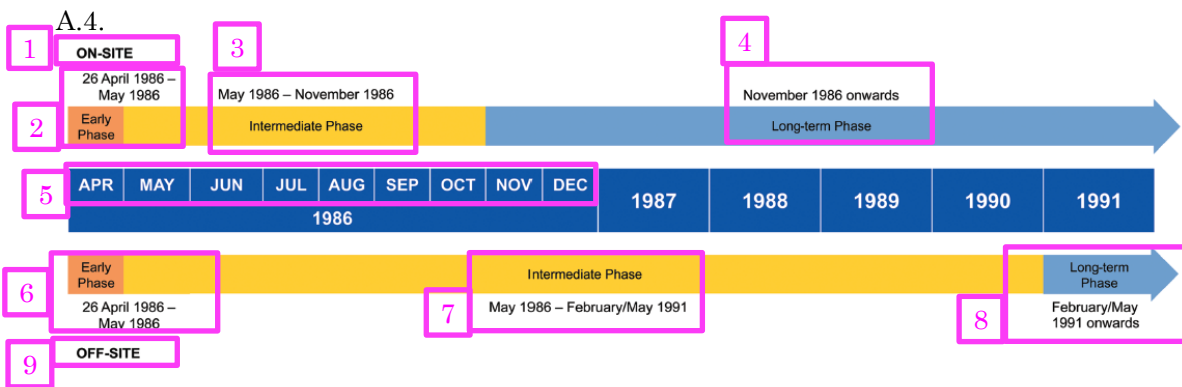 A.4.
1
ON-SITE
3
4
26 April 1986 –
May 1986
May 1986 – November 1986
November 1986 onwards
2
Early
Phase
Intermediate Phase
Long-term Phase
5
APR MAY JUN JUL AUG SEP OCT NOV DEC
1986
1987 1988 1989 1990 1991
6
Early
Phase
Intermediate Phase
Long-term
Phase
26 April 1986 –
May 1986
7
May 1986 – February/May 1991
8
February/May
1991 onwards
9
OFF-SITE